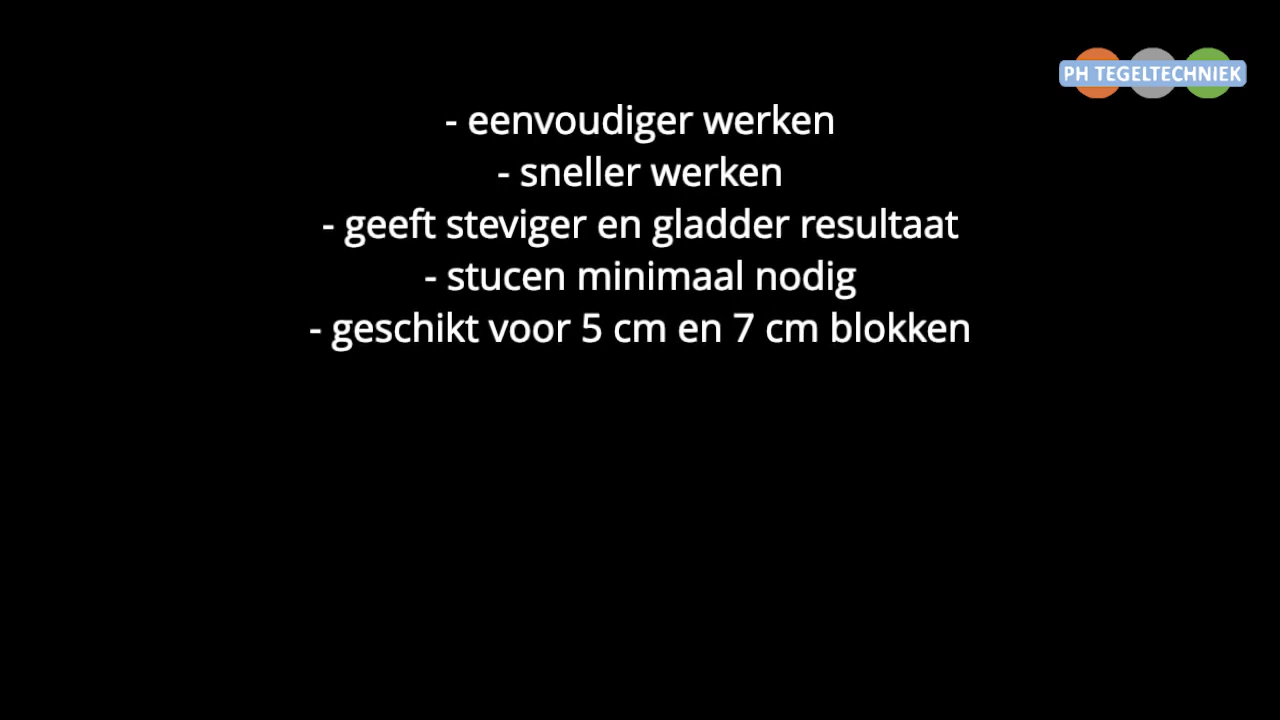 PH TEGELTECHNIEK
- eenvoudiger werken
- sneller werken
- geeft steviger en gladder resultaat
- stucen minimaal nodig
- geschikt voor 5 cm en 7 cm blokken